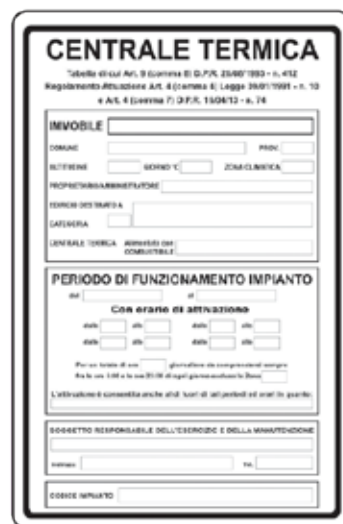 CENTRALE TERMICA
Tabella di cui Art. 9 (comma 8) D.P.R. 26/08/1993 - n. 412
Regolamento Attuazione Art. 4 (comma 4) Legge 09/01/1991 - n. 10
e Art. 4 (comma 7) D.P.R. 16/04/13 - n. 74
IMMOBILE
COMUNE PROV.
ALTITUDINE GIORNO °C ZONA CLIMATICA
PROPRIETARIO/AMMINISTRATORE
EDIFICIO DESTINATO A
CATEGORIA
CENTRALE TERMICA Alimentata con
COMBUSTIBILE
PERIODO DI FUNZIONAMENTO IMPIANTO
dal al
Con orario di attivazione
dalle alle dalle alle
dalle alle dalle alle
Per un totale di ore giornaliere da comprendersi sempre
fra le ore 5.00 e le ore 23.00 di ogni giorno esclusa la Zona
L'attivazione è consentita anche al di fuori di tali periodi ed orari in quanto:
SOGGETTO RESPONSABILE DELL'ESERCIZIO E DELLA MANUTENZIONE
Indirizzo Tel.
CODICE IMPIANTO